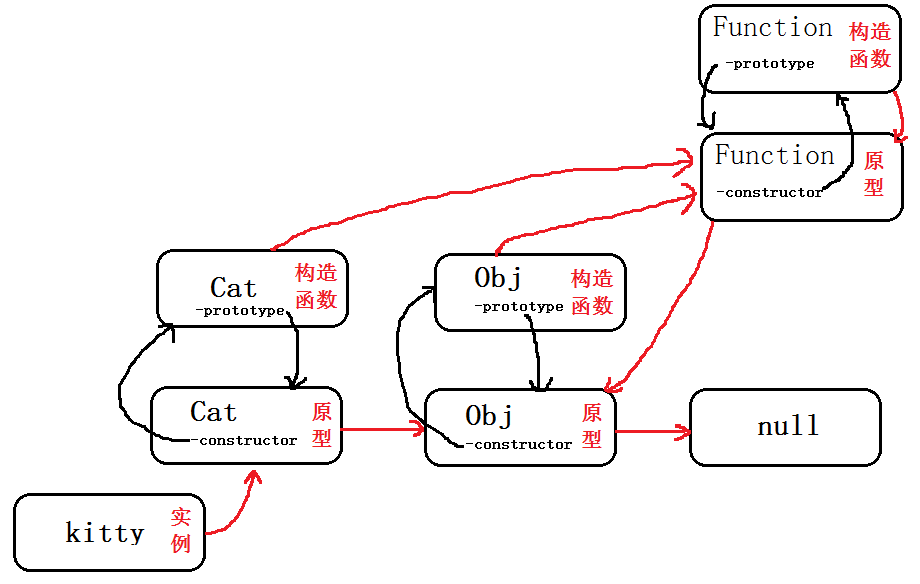 Function 构造
函数
-prototype
Function 原
型
-constructor
Cat 构造
函数
-prototype
Obj 构造
函数
-prototype
Cat 原
型
-constructor
Obj 原
型
-constructor
null
kitty 实
例